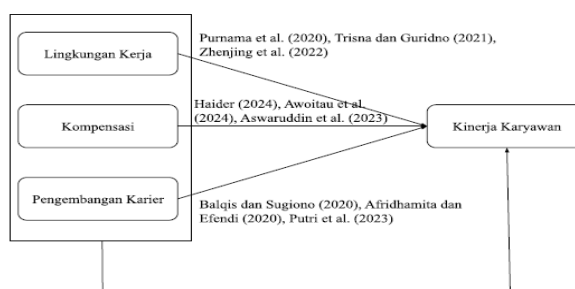 Lingkungan Kerja
Purnama et al. (2020), Trisna dan Guridno (2021),
Zhenjing et al. (2022)
Kompensasi
Haider (2024), Awoitau et al.
(2024), Aswaruddin et al. (2023)
Kinerja Karyawan
Pengembangan Karier
Balqis dan Sugiono (2020), Afridhamita dan
Efendi (2020), Putri et al. (2023)